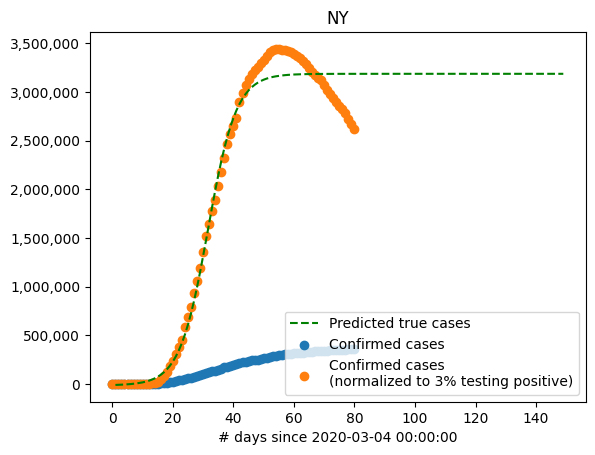 NY
3,500,000
3,000,000
2,500,000
2,000,000
1,500,000
1,000,000
500,000
0
Predicted true cases
Confirmed cases
Confirmed cases
(normalized to 3% testing positive)
0 20 40 60 80 100 120 140
# days since 2020-03-04 00:00:00